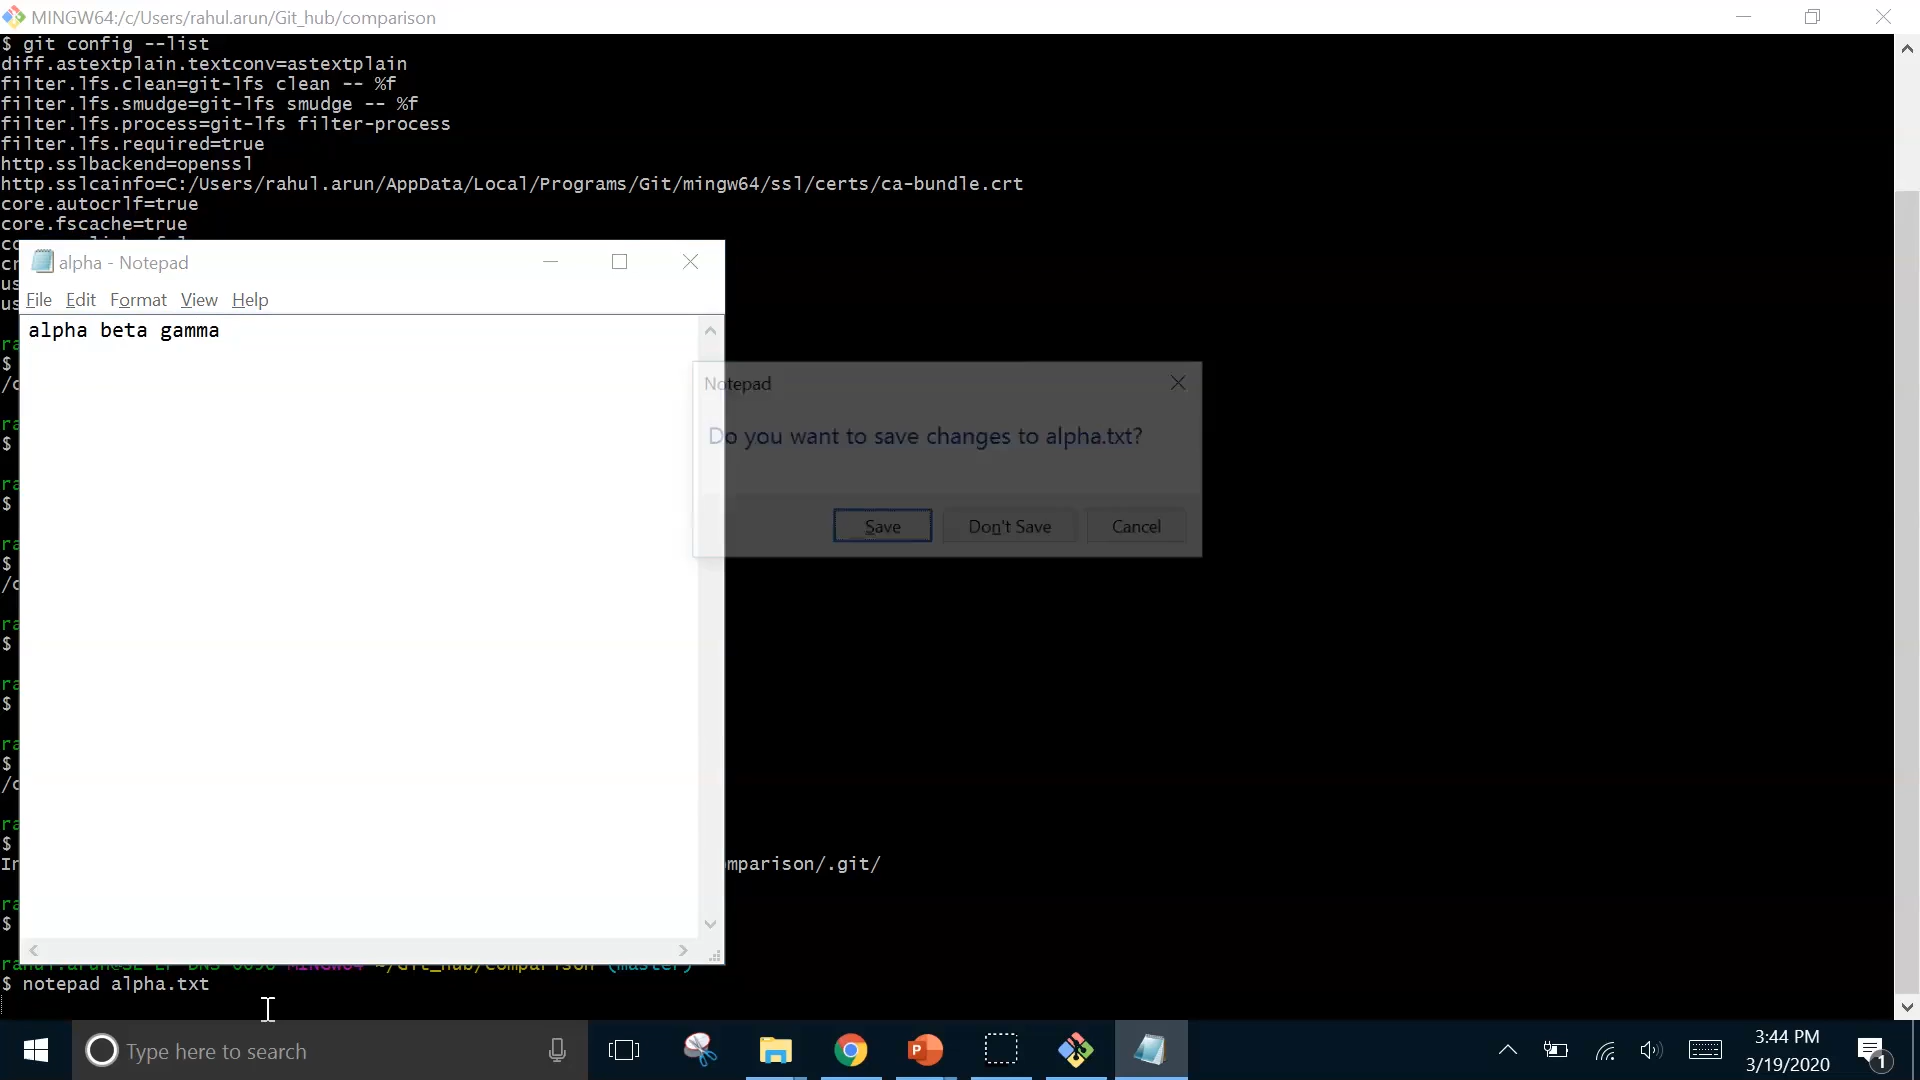 MINGW64:/c/Users/rahul.arun/Git_hub/comparison
$ git config --list
diff.astextplain.textconv=astextplain
filter.lfs.clean=git-lfs clean -- %f
filter.lfs.smudge=git-lfs smudge -- %f
filter.lfs.process=git-lfs filter-process
filter.lfs.required=true
http.sslbackend=openssl
http.sslcainfo=C:/Users/rahul.arun/AppData/Local/Programs/Git/mingw64/ssl/certs/ca-bundle.crt
core.autocrlf=true
core.fscache=true
alpha - Notepad
File Edit Format View Help
alpha beta gamma
Notepad
Do you want to save changes to alpha.txt?
Save Don't Save Cancel
omparison/.git/
$ notepad alpha.txt
Type here to search
3:44 PM
3/19/2020
1